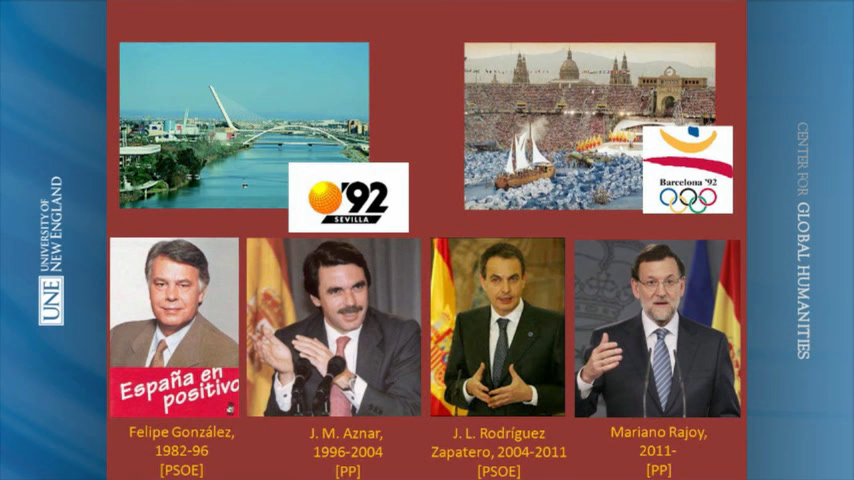 UNE
UNIVERSITY OF
NEW ENGLAND
'92
SEVILLA
Barcelona '92
España en
positivo
Felipe González,
1982-96
[PSOE]
J. M. Aznar,
1996-2004
[PP]
J. L. Rodríguez
Zapatero, 2004-2011
[PSOE]
Mariano Rajoy,
2011-
[PP]
CENTER FOR GLOBAL HUMANITIES